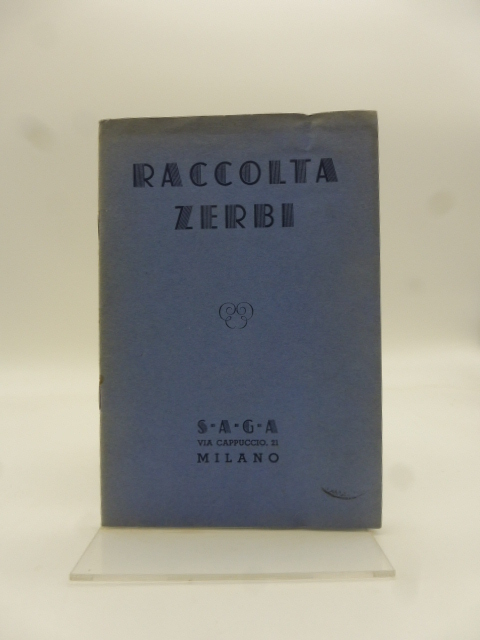 RACCOLTA
ZERBI
S-A-G-A
VIA CAPPUCCIO, 21
MILANO